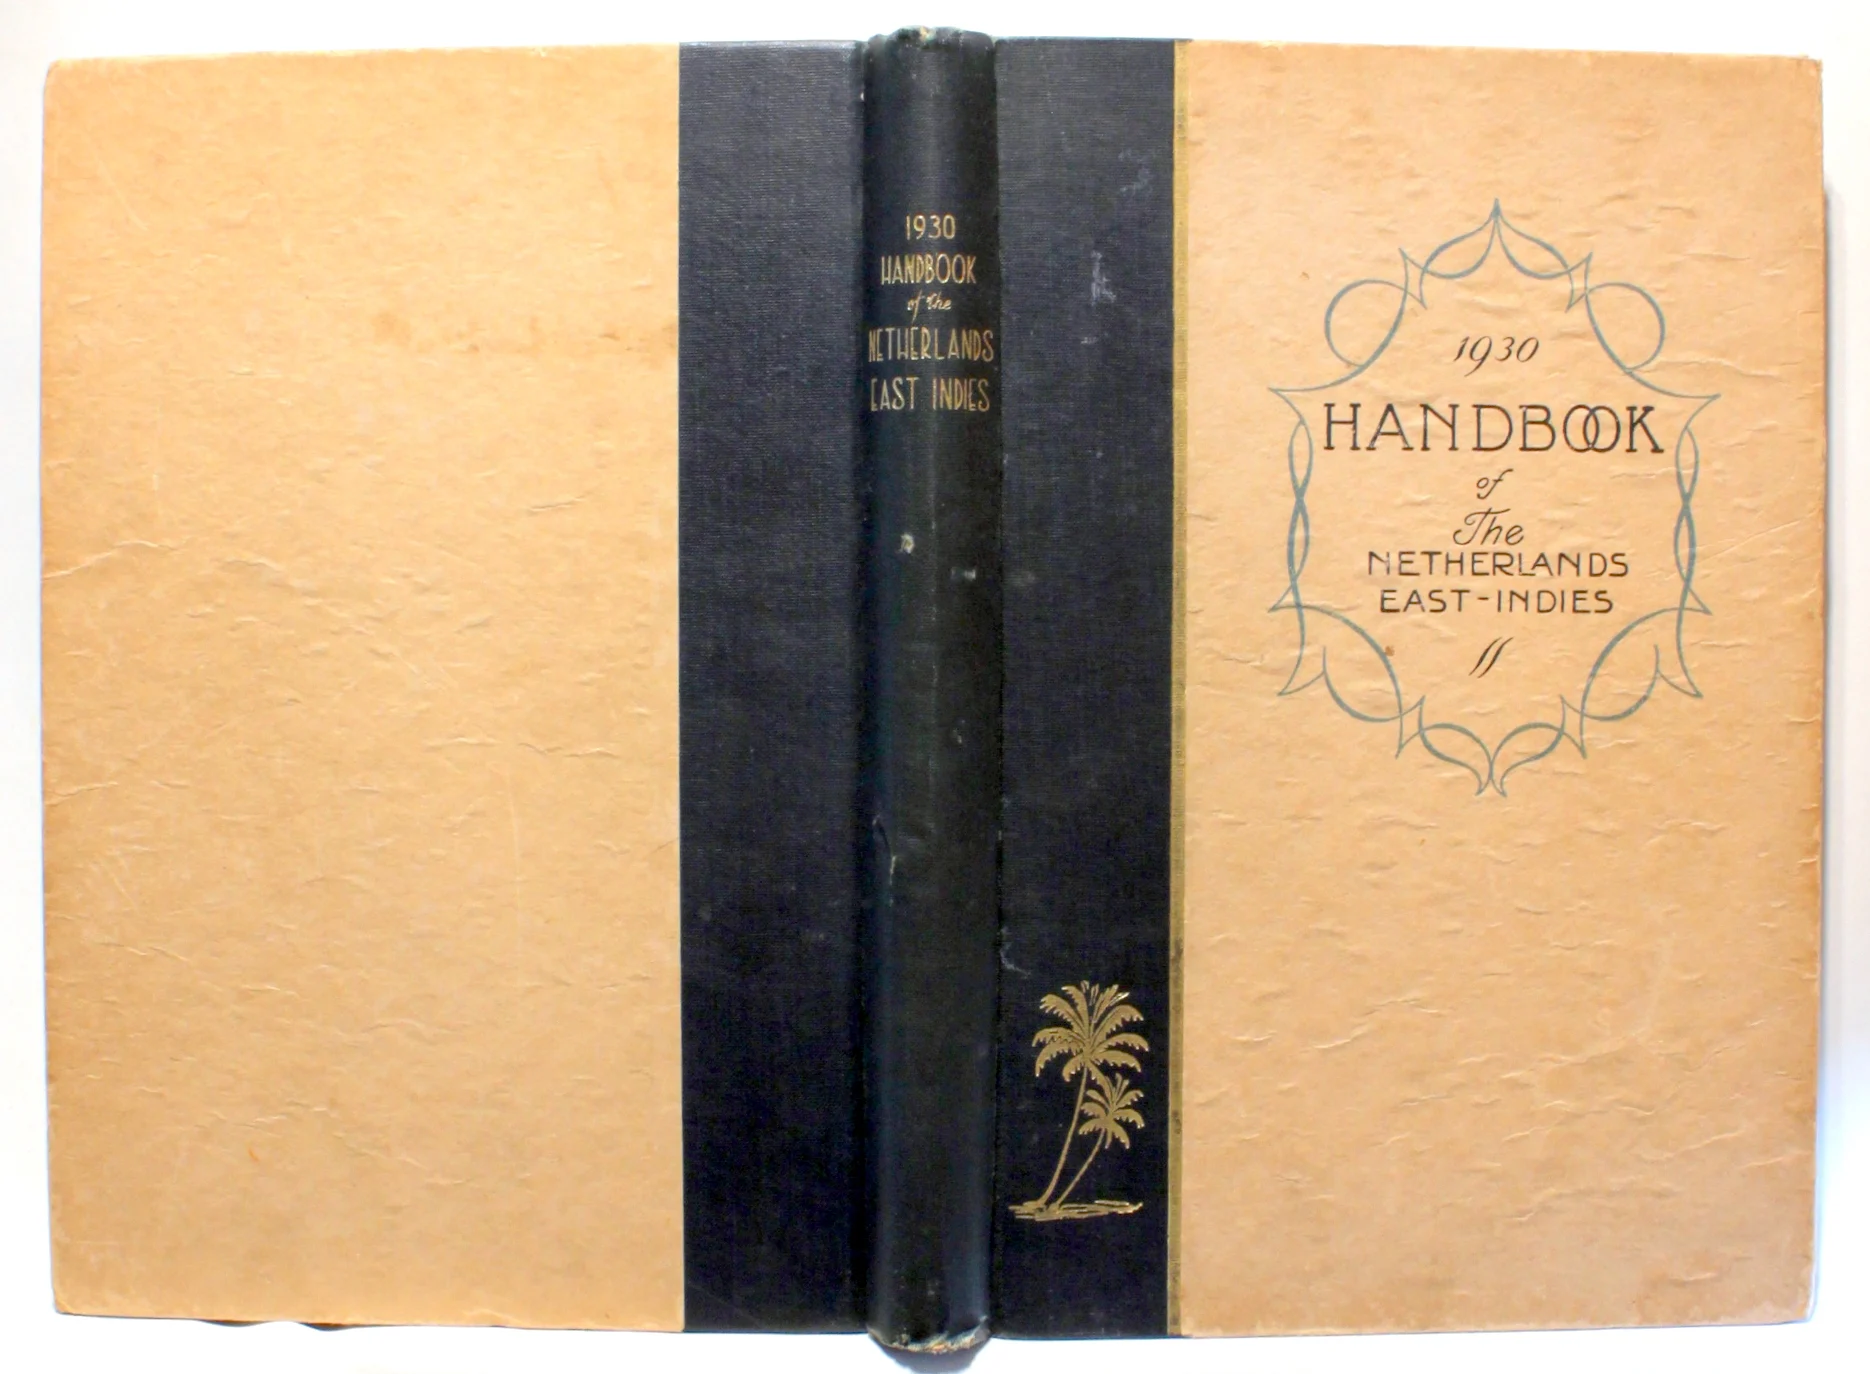 1930
HANDBOOK
of the
NETHERLANDS
EAST INDIES
1930
HANDBOOK
of
The
NETHERLANDS
EAST-INDIES